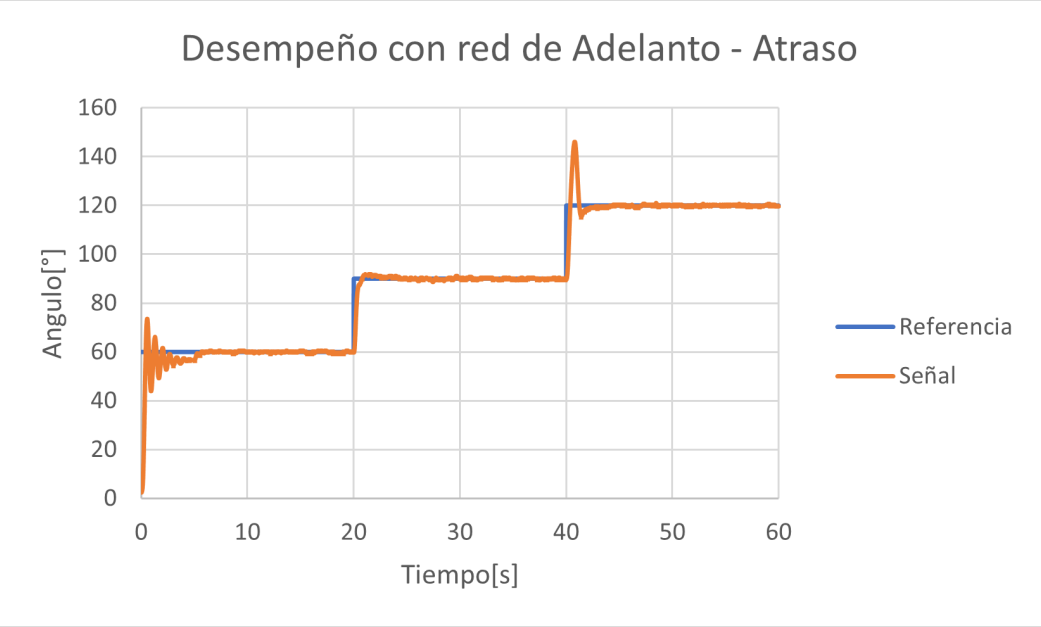 Desempeño con red de Adelanto - Atraso
160
140
120
100
80
60
40
20
0
Angulo[°]
0 10 20 30 40 50 60
Tiempo[s]
Referencia
Señal